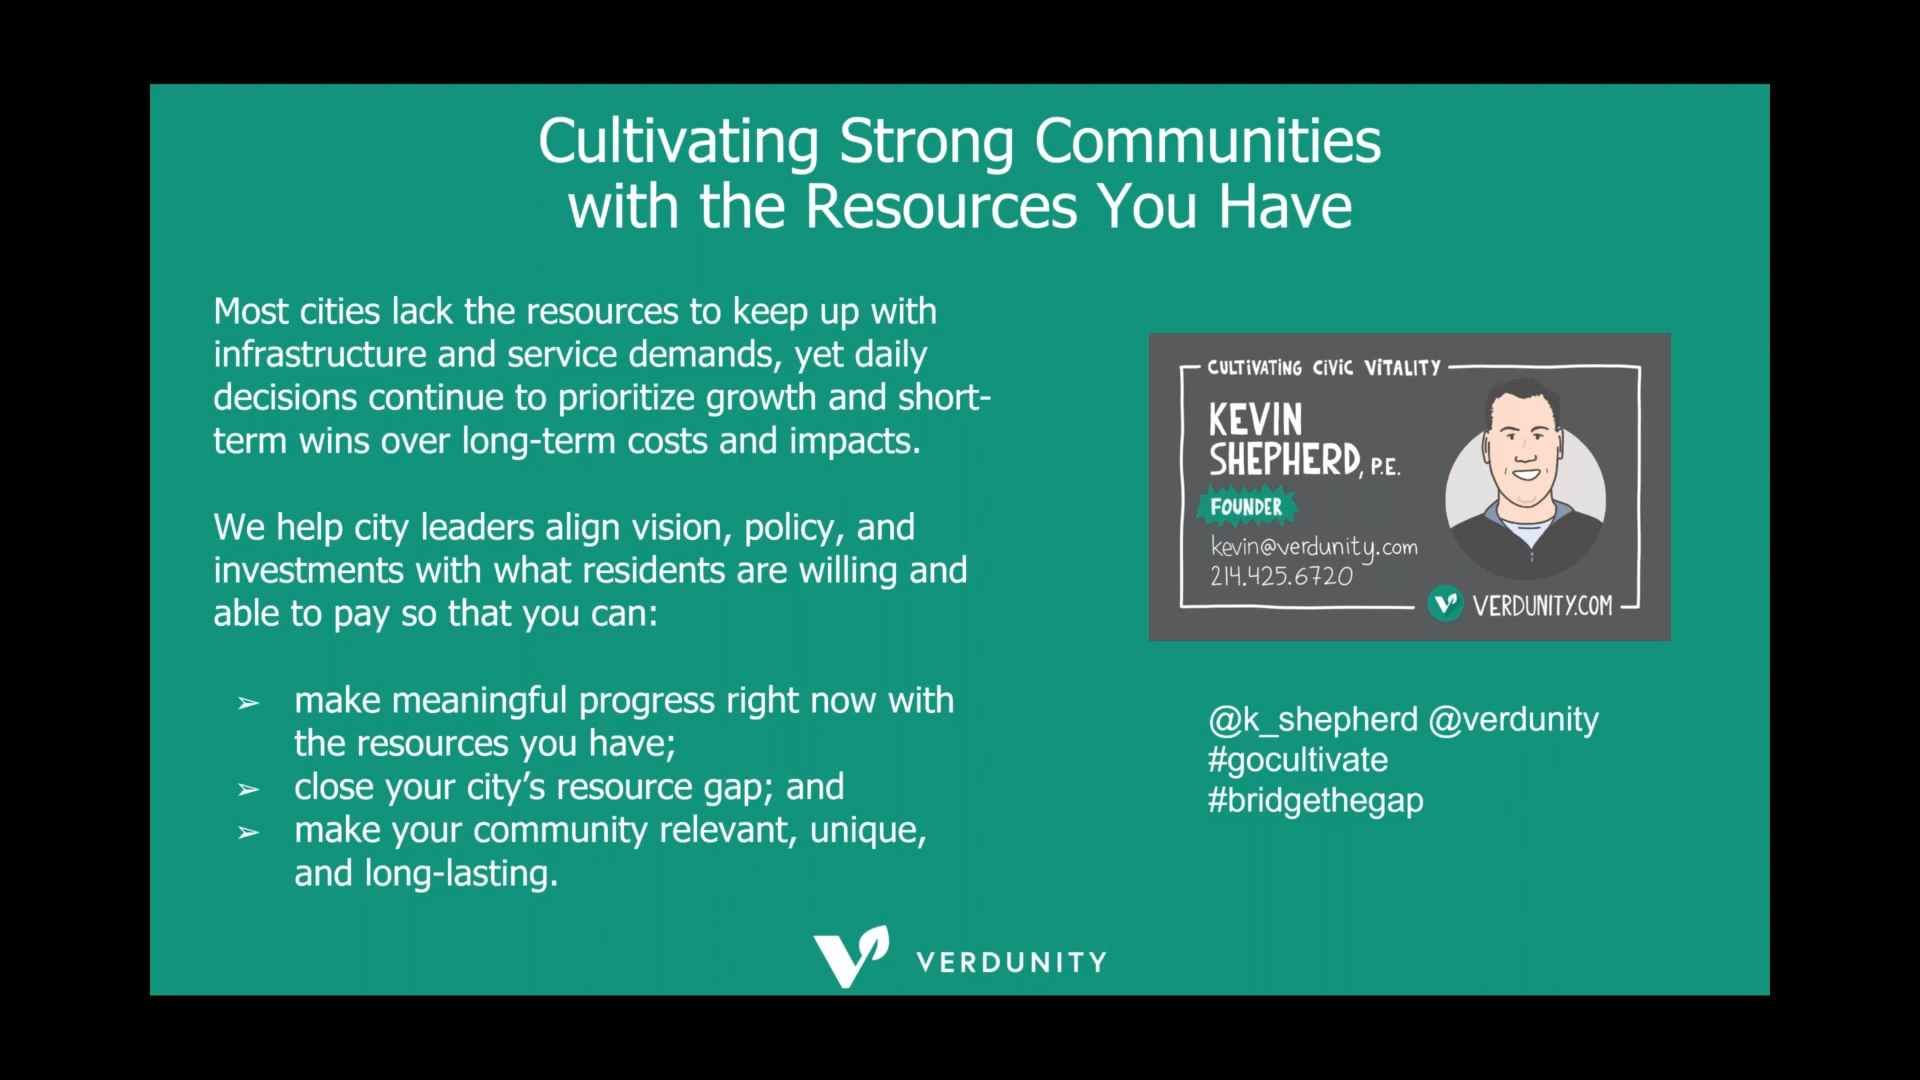 Cultivating Strong Communities
with the Resources You Have
Most cities lack the resources to keep up with
infrastructure and service demands, yet daily
decisions continue to prioritize growth and short-
term wins over long-term costs and impacts.
We help city leaders align vision, policy, and
investments with what residents are willing and
able to pay so that you can:
➢ make meaningful progress right now with
the resources you have;
➢ close your city’s resource gap; and
➢ make your community relevant, unique,
and long-lasting.
CULTIVATING CIVIC VITALITY
KEVIN
SHEPHERD, P.E.
FOUNDER
kevin@verdunity.com
214.425.6720
VERDUNITY.COM
@k_shepherd @verdunity
#gocultivate
#bridgethegap
VERDUNITY